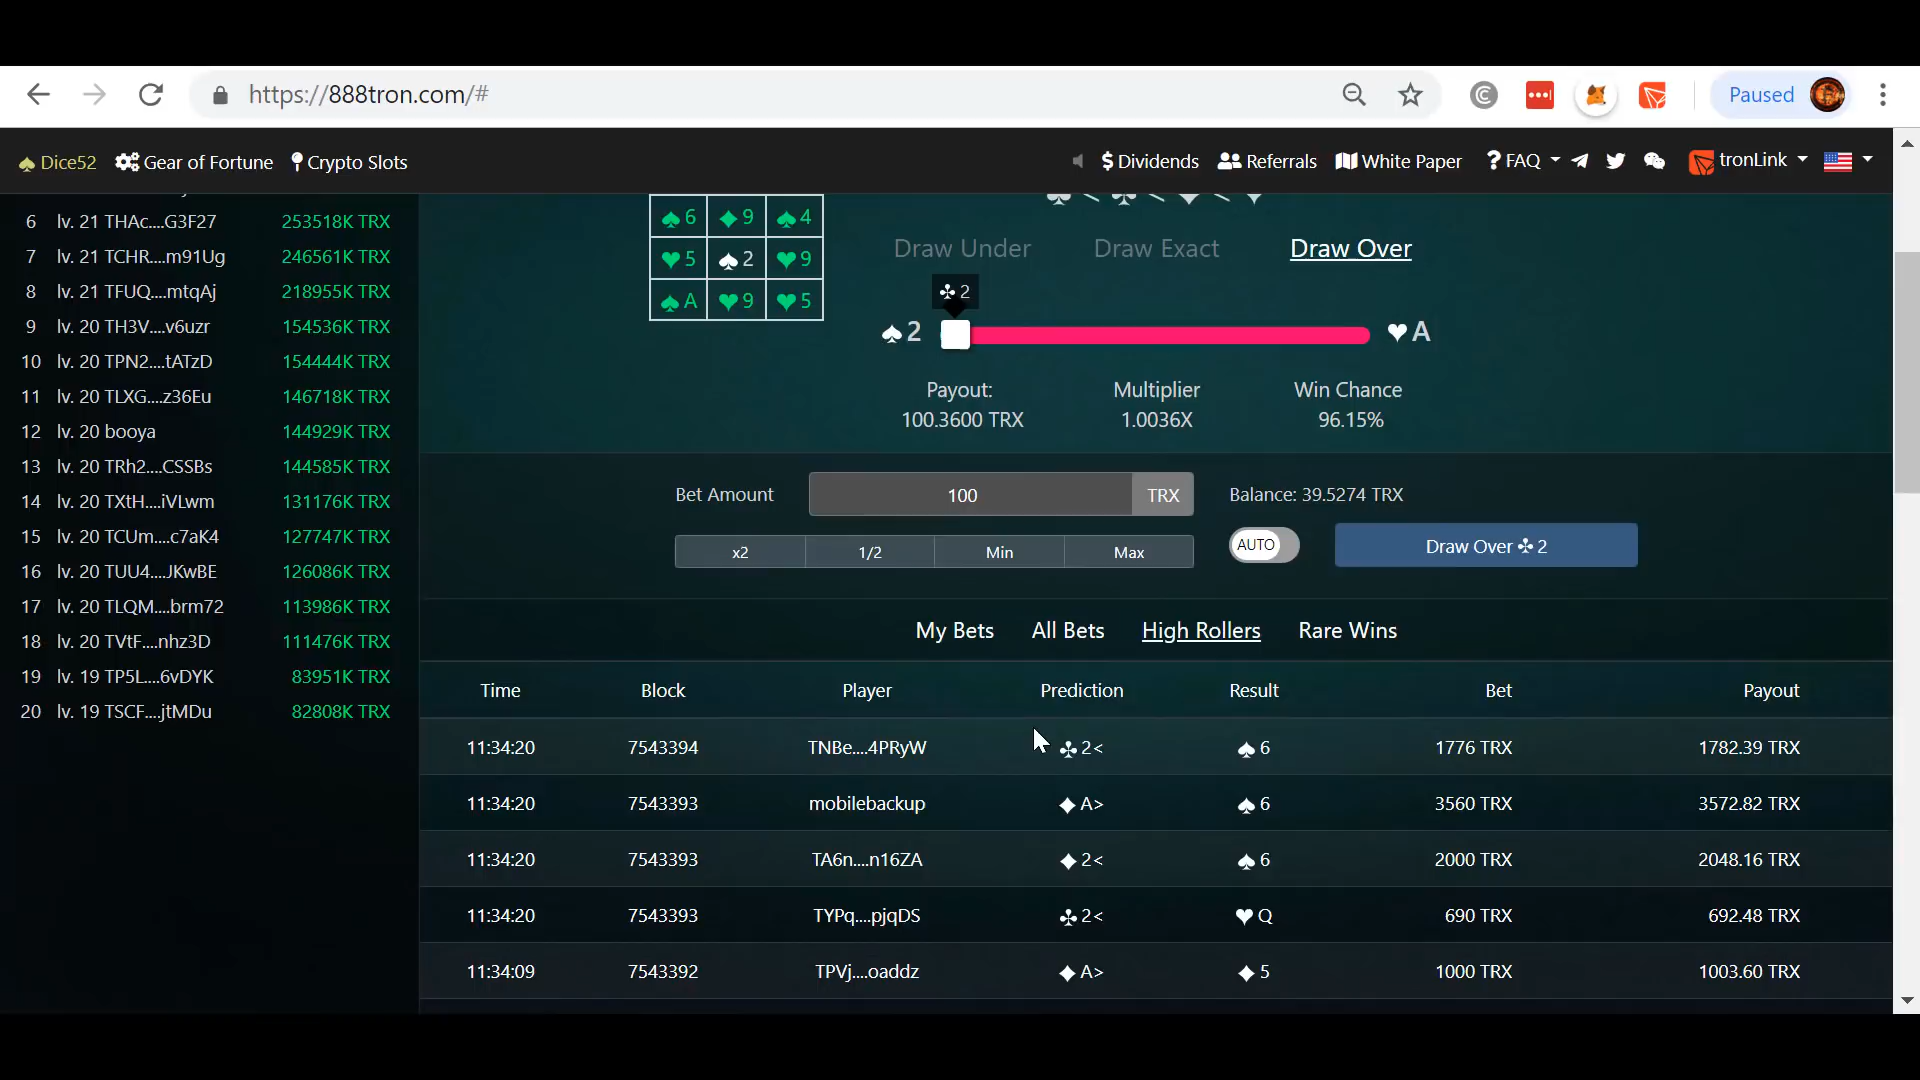 https://888tron.com/#
Paused
Dice52 Gear of Fortune Crypto Slots
$ Dividends Referrals White Paper ? FAQ tronLink
6 lv. 21 THAc....G3F27 253518K TRX
7 lv. 21 TCHR....m91Ug 246561K TRX
8 lv. 21 TFUQ....mtqAj 218955K TRX
9 lv. 20 TH3V....v6uzr 154536K TRX
10 lv. 20 TPN2....tATzD 154444K TRX
11 lv. 20 TLXG....z36Eu 146718K TRX
12 lv. 20 booya 144929K TRX
13 lv. 20 TRh2....CSSBs 144585K TRX
14 lv. 20 TXtH....iVLwm 131176K TRX
15 lv. 20 TCUm....c7aK4 127747K TRX
16 lv. 20 TUU4....JKwBE 126086K TRX
17 lv. 20 TLQM....brm72 113986K TRX
18 lv. 20 TVtF....nhz3D 111476K TRX
19 lv. 19 TP5L....6vDYK 83951K TRX
20 lv. 19 TSCF....jtMDu 82808K TRX
♠6 ♦9 ♠4
♥5 ♠2 ♥9
♠A ♥9 ♥5
♠ < ♣ < ♦ < ♥
Draw Under Draw Exact Draw Over
♣2
♠2 ♥A
Payout: Multiplier Win Chance
100.3600 TRX 1.0036X 96.15%
Bet Amount 100 TRX Balance: 39.5274 TRX
x2 1/2 Min Max AUTO Draw Over ♣2
My Bets All Bets High Rollers Rare Wins
Time Block Player Prediction Result Bet Payout
11:34:20 7543394 TNBe....4PRyW ♣ 2< ♠ 6 1776 TRX 1782.39 TRX
11:34:20 7543393 mobilebackup ♦ A> ♠ 6 3560 TRX 3572.82 TRX
11:34:20 7543393 TA6n....n16ZA ♦ 2< ♠ 6 2000 TRX 2048.16 TRX
11:34:20 7543393 TYPq....pjqDS ♣ 2< ♥ Q 690 TRX 692.48 TRX
11:34:09 7543392 TPVj....oaddz ♦ A> ♦ 5 1000 TRX 1003.60 TRX